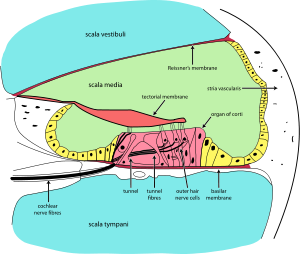 scala vestibuli
Reissner's membrane
scala media
stria vascularis
tectorial membrane
organ of corti
cochlear
nerve fibres
tunnel
tunnel
fibres
outer hair
nerve cells
basilar
membrane
scala tympani